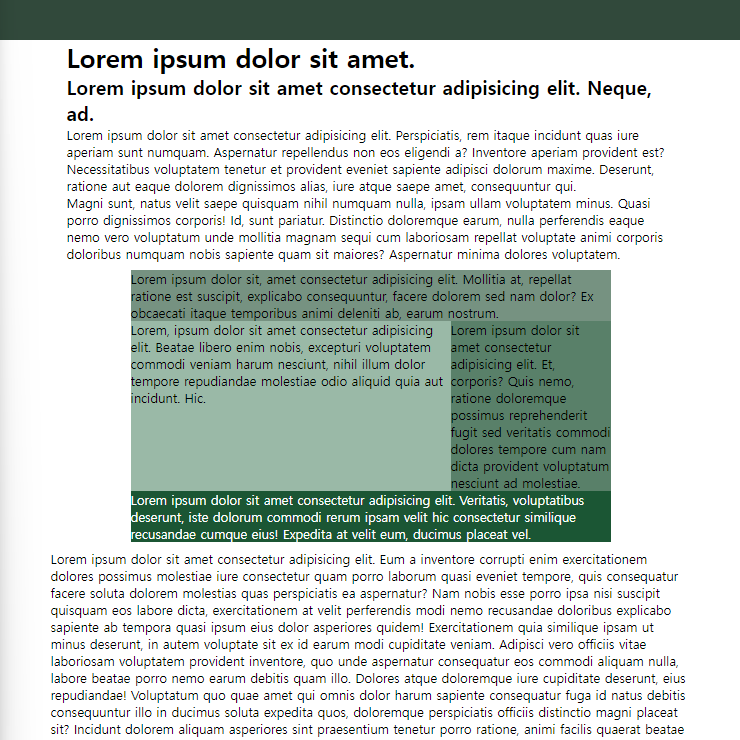 Lorem ipsum dolor sit amet.
Lorem ipsum dolor sit amet consectetur adipisicing elit. Neque,
ad.
Lorem ipsum dolor sit amet consectetur adipisicing elit. Perspiciatis, rem itaque incidunt quas iure
aperiam sunt numquam. Aspernatur repellendus non eos eligendi a? Inventore aperiam provident est?
Necessitatibus voluptatem tenetur et provident eveniet sapiente adipisci dolorum maxime. Deserunt,
ratione aut eaque dolorem dignissimos alias, iure atque saepe amet, consequuntur qui.
Magni sunt, natus velit saepe quisquam nihil numquam nulla, ipsam ullam voluptatem minus. Quasi
porro dignissimos corporis! Id, sunt pariatur. Distinctio doloremque earum, nulla perferendis eaque
nemo vero voluptatum unde mollitia magnam sequi cum laboriosam repellat voluptate animi corporis
doloribus numquam nobis sapiente quam sit maiores? Aspernatur minima dolores voluptatem.
Lorem ipsum dolor sit, amet consectetur adipisicing elit. Mollitia at, repellat
ratione est suscipit, explicabo consequuntur, facere dolorem sed nam dolor? Ex
obcaecati itaque temporibus animi deleniti ab, earum nostrum.
Lorem, ipsum dolor sit amet consectetur adipisicing
elit. Beatae libero enim nobis, excepturi voluptatem
commodi veniam harum nesciunt, nihil illum dolor
tempore repudiandae molestiae odio aliquid quia aut
incidunt. Hic.
Lorem ipsum dolor sit
amet consectetur
adipisicing elit. Et,
corporis? Quis nemo,
ratione doloremque
possimus reprehenderit
fugit sed veritatis commodi
dolores tempore cum nam
dicta provident voluptatum
nesciunt ad molestiae.
Lorem ipsum dolor sit amet consectetur adipisicing elit. Veritatis, voluptatibus
deserunt, iste dolorum commodi rerum ipsam velit hic consectetur similique
recusandae cumque eius! Expedita at velit eum, ducimus placeat vel.
Lorem ipsum dolor sit amet consectetur adipisicing elit. Eum a inventore corrupti enim exercitationem
dolores possimus molestiae iure consectetur quam porro laborum quasi eveniet tempore, quis consequatur
facere soluta dolorem molestias quas perspiciatis ea aspernatur? Nam nobis esse porro ipsa nisi suscipit
quisquam eos labore dicta, exercitationem at velit perferendis modi nemo recusandae doloribus explicabo
sapiente ab tempora quasi ipsum eius dolor asperiores quidem! Exercitationem quia similique ipsam ut
minus deserunt, in autem voluptate sit ex id earum modi cupiditate veniam. Adipisci vero officiis vitae
laboriosam voluptatem provident inventore, quo unde aspernatur consequatur eos commodi aliquam nulla,
labore beatae porro nemo earum debitis quam illo. Dolores atque doloremque iure cupiditate deserunt, eius
repudiandae! Voluptatum quo quae amet qui omnis dolor harum sapiente consequatur fuga id natus debitis
consequuntur illo in ducimus soluta expedita quos, doloremque perspiciatis officiis distinctio magni placeat
sit? Incidunt dolorem aliquam asperiores sint praesentium tenetur porro ratione, animi facilis quaerat beatae